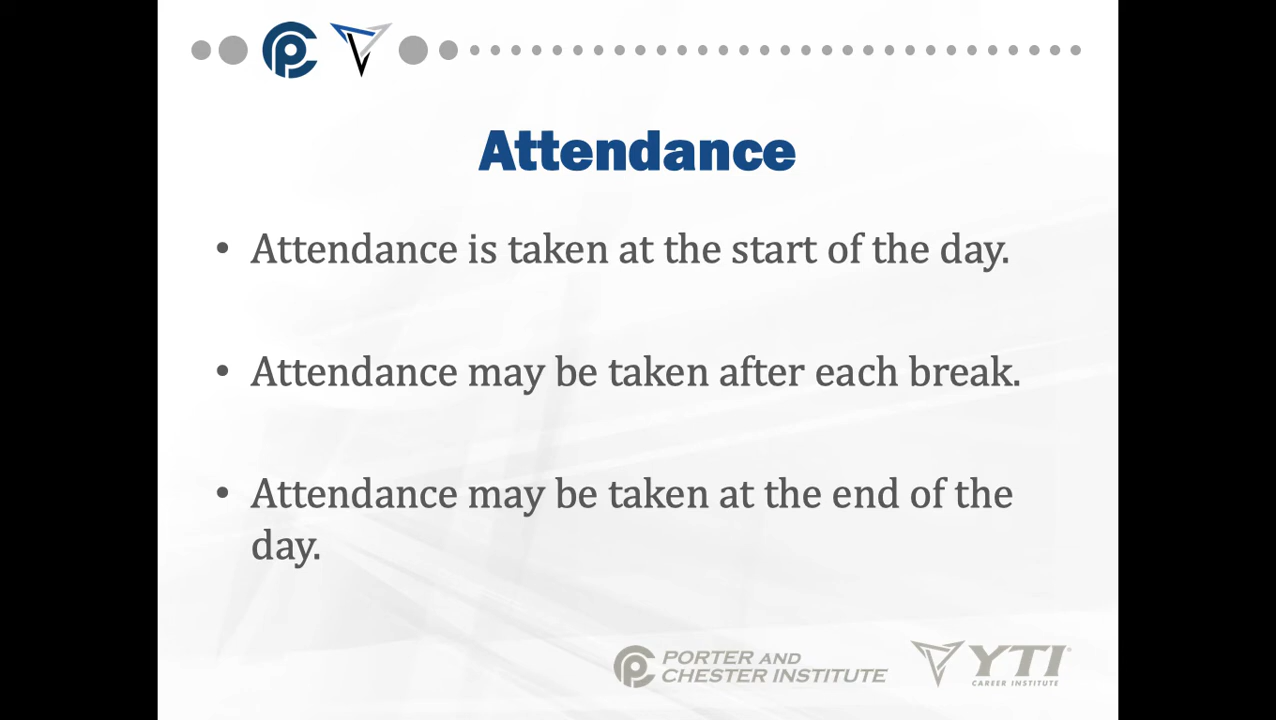 Attendance
• Attendance is taken at the start of the day.
• Attendance may be taken after each break.
• Attendance may be taken at the end of the
day.
PORTER AND
CHESTER INSTITUTE
YTI®
CAREER INSTITUTE